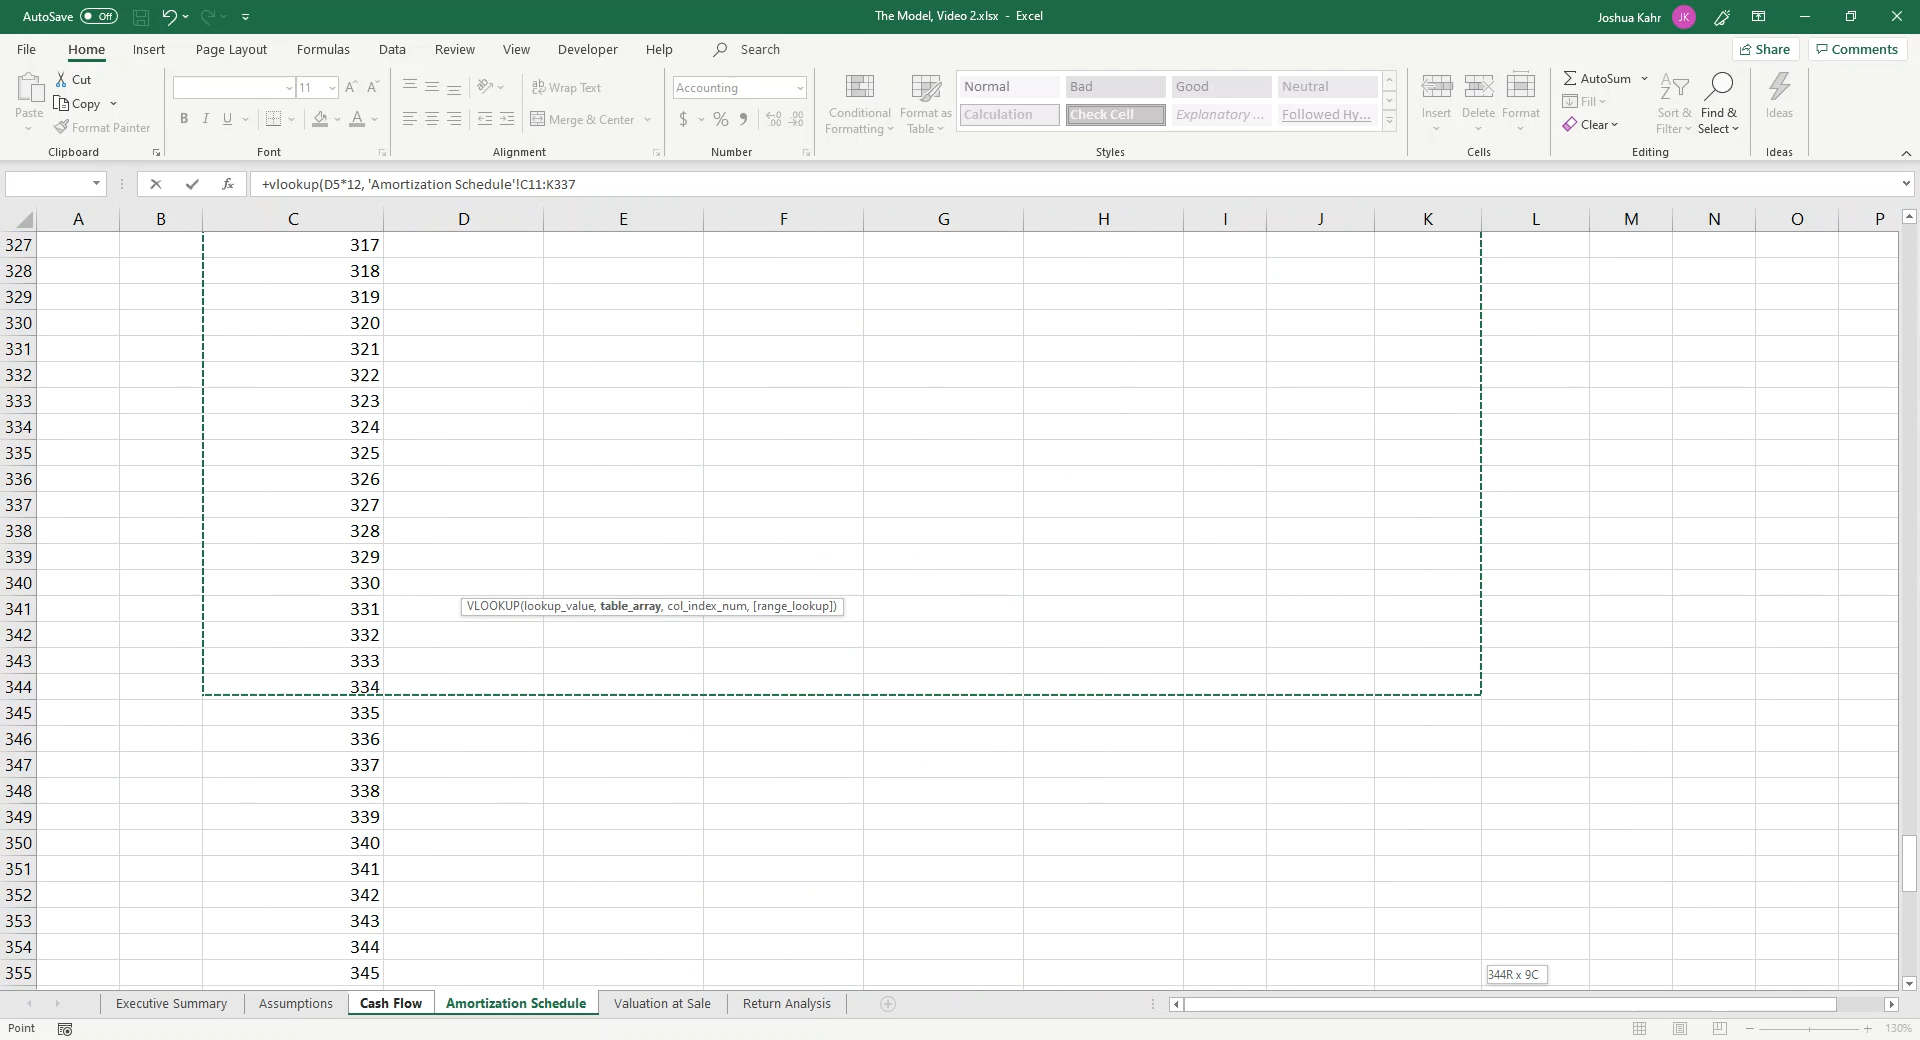 AutoSave Off The Model, Video 2.xlsx - Excel Joshua Kahr JK
File Home Insert Page Layout Formulas Data Review View Developer Help Search Share Comments
Cut
Copy
Paste
Format Painter
Clipboard
11 A A
B I U A
Font
ab Wrap Text
Merge & Center
Alignment
Accounting
$ % , .00 .00
Number
Conditional Formatting
Format as Table
Normal Bad Good Neutral
Calculation Check Cell Explanatory ... Followed Hy...
Styles
Insert Delete Format
Cells
AutoSum
Fill
Clear
Sort & Filter
Find & Select
Editing
Ideas
Ideas
fx +vlookup(D5*12, 'Amortization Schedule'!C11:K337
A B C D E F G H I J K L M N O P
327 317
328 318
329 319
330 320
331 321
332 322
333 323
334 324
335 325
336 326
337 327
338 328
339 329
340 330
341 331 VLOOKUP(lookup_value, table_array, col_index_num, [range_lookup])
342 332
343 333
344 334
345 335
346 336
347 337
348 338
349 339
350 340
351 341
352 342
353 343
354 344
355 345
344R x 9C
Executive Summary Assumptions Cash Flow Amortization Schedule Valuation at Sale Return Analysis
Point 130%